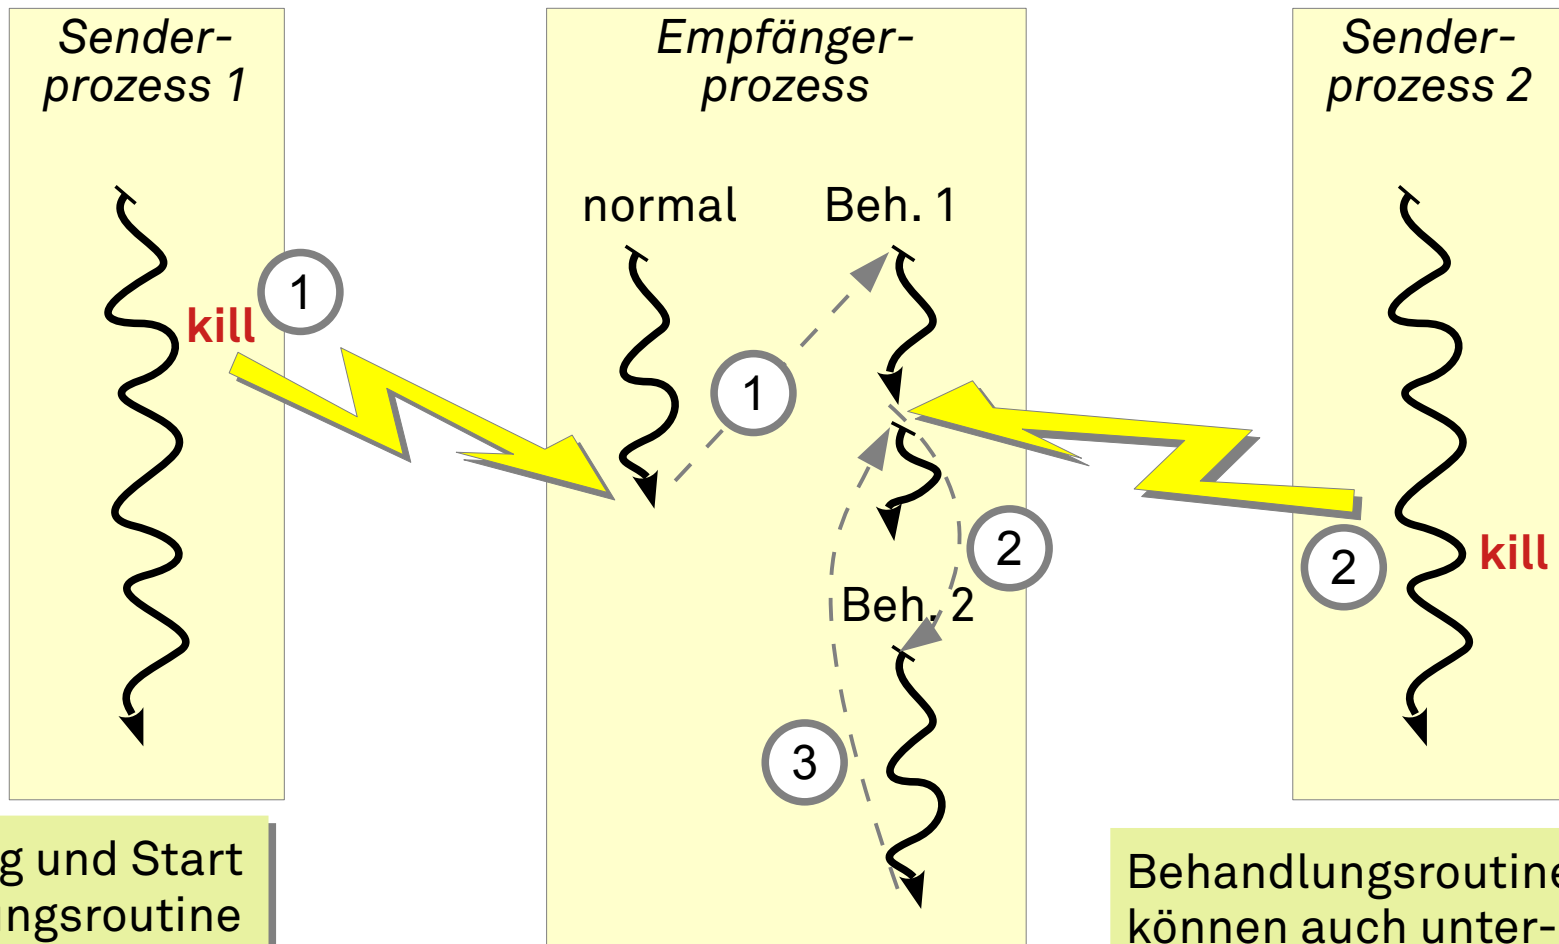 Sender-
prozess 1
Empfänger-
prozess
Sender-
prozess 2
normal
Beh. 1
1
kill
1
2
2
kill
Beh. 2
3
g und Start
ngsroutine
Behandlungsroutine
können auch unter-